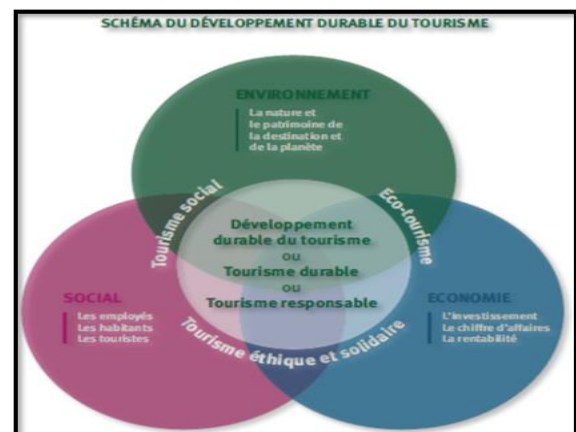 SCHÉMA DU DÉVELOPPEMENT DURABLE DU TOURISME
ENVIRONNEMENT
La nature et
le patrimoine de
la destination et
de la planète
Tourisme social
Eco-tourisme
Développement
durable du tourisme
ou
Tourisme durable
ou
Tourisme responsable
SOCIAL
Les employés
Les habitants
Les touristes
ECONOMIE
L'investissement
Le chiffre d'affaires
La rentabilité
Tourisme éthique et solidaire